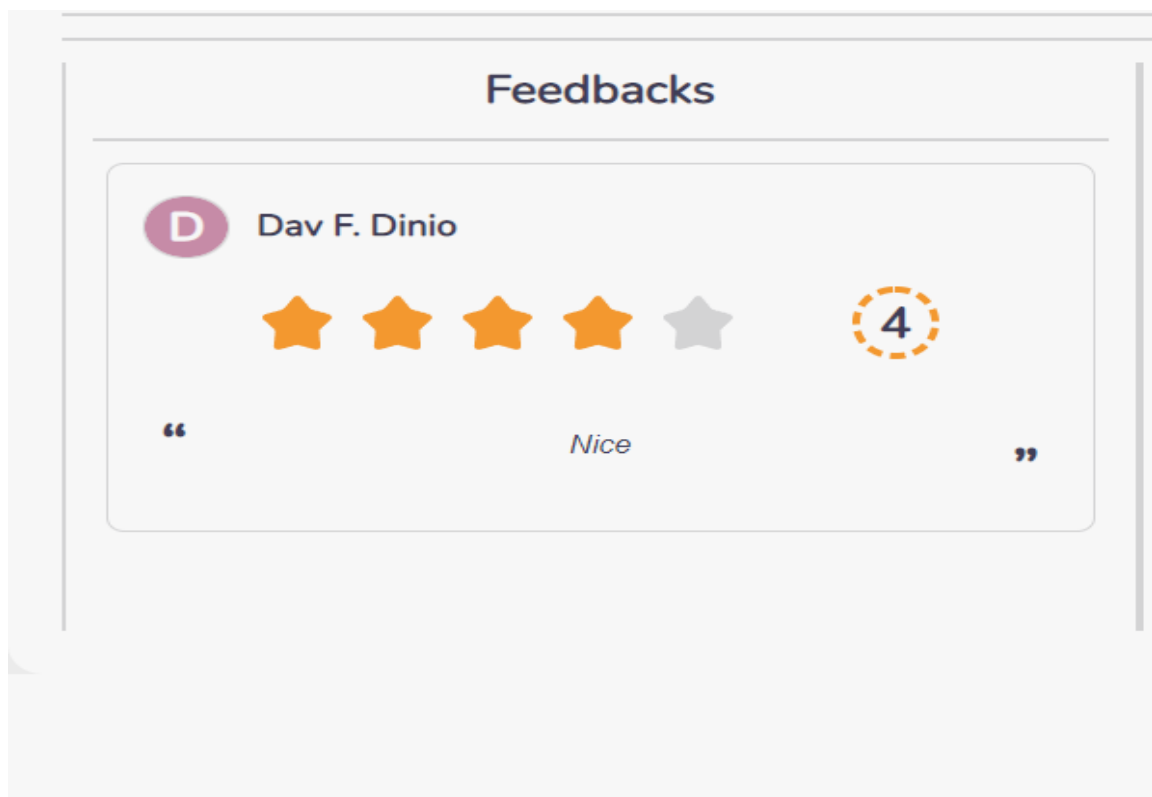 Feedbacks
D Dav F. Dinio
4
“ Nice ”